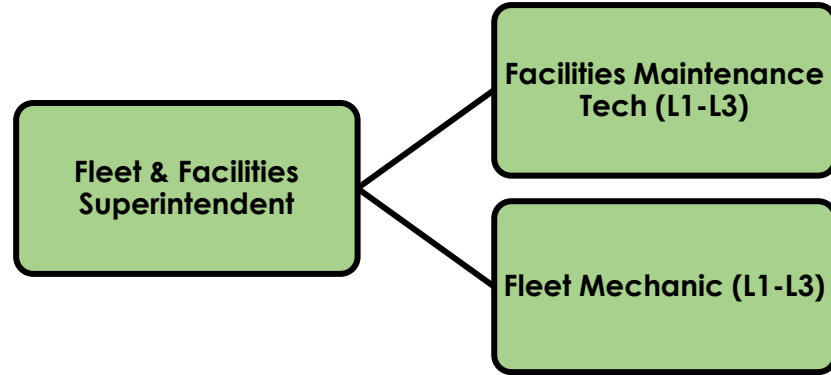 Fleet & Facilities
Superintendent
Facilities Maintenance
Tech (L1-L3)
Fleet Mechanic (L1-L3)